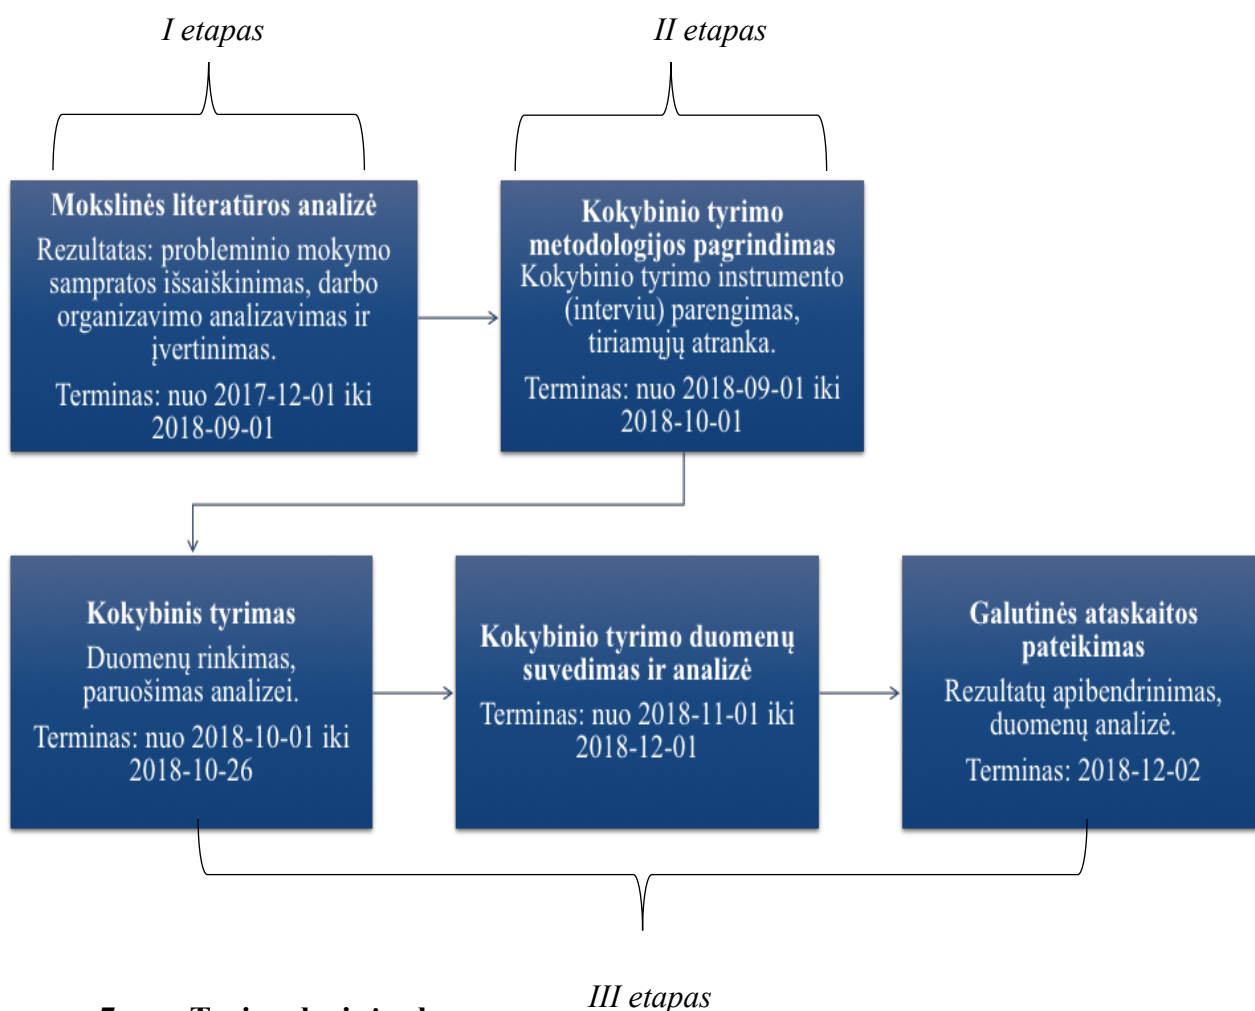 I etapas
II etapas
Mokslinės literatūros analizė
Rezultatas: probleminio mokymo
sampratos išsaiškinimas, darbo
organizavimo analizavimas ir
įvertinimas.
Terminas: nuo 2017-12-01 iki
2018-09-01
Kokybinio tyrimo
metodologijos pagrindimas
Kokybinio tyrimo instrumento
(interviu) parengimas,
tiriamųjų atranka.
Terminas: nuo 2018-09-01 iki
2018-10-01
Kokybinis tyrimas
Duomenų rinkimas,
paruošimas analizei.
Terminas: nuo 2018-10-01 iki
2018-10-26
Kokybinio tyrimo duomenų
suvedimas ir analizė
Terminas: nuo 2018-11-01 iki
2018-12-01
Galutinės ataskaitos
pateikimas
Rezultatų apibendrinimas,
duomenų analizė.
Terminas: 2018-12-02
III etapas